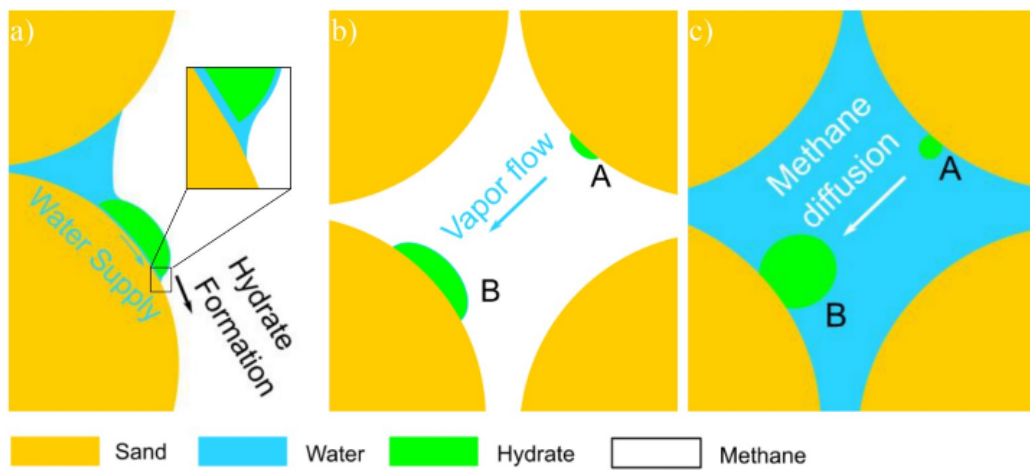 a)
Water Supply
Hydrate
Formation
b)
Vapor flow
A
B
c)
Methane
diffusion
A
B
Sand
Water
Hydrate
Methane